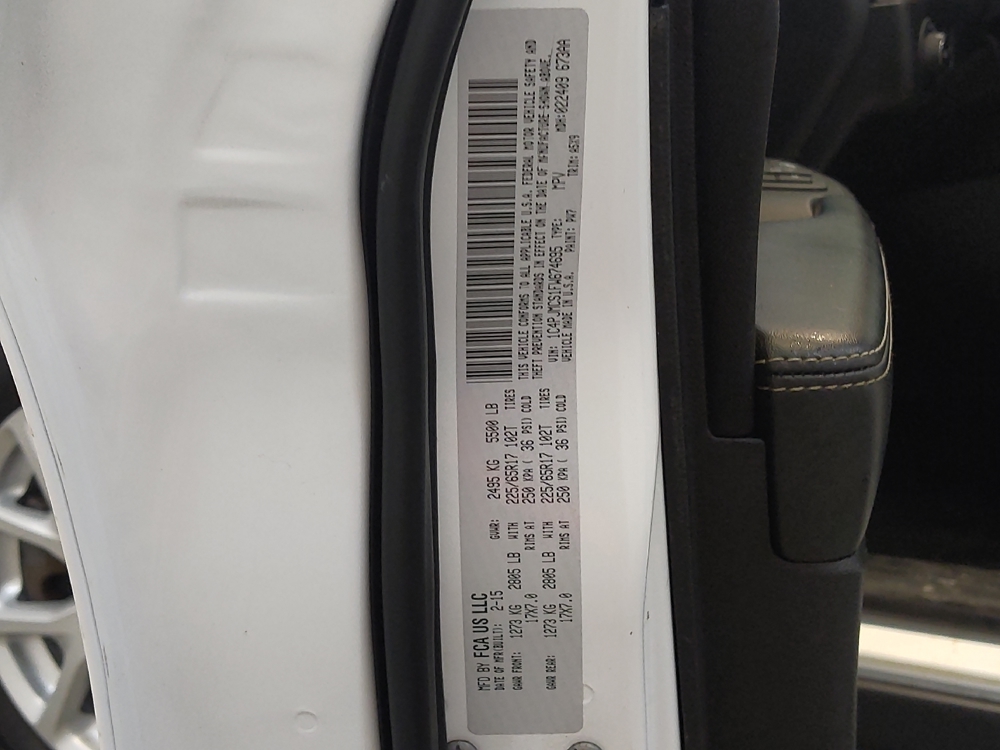 MFD BY FCA US LLC
DATE OF MFR(BUILT): 2-15 GVWR: 2495 KG 5500 LB
GAWR FRONT: 1273 KG 2805 LB WITH 225/65R17 102T TIRES
17X7.0 RIMS AT 250 KPA ( 36 PSI) COLD
GAWR REAR: 1273 KG 2805 LB WITH 225/65R17 102T TIRES
17X7.0 RIMS AT 250 KPA ( 36 PSI) COLD
THIS VEHICLE CONFORMS TO ALL APPLICABLE U.S.A. FEDERAL MOTOR VEHICLE SAFETY AND
THEFT PREVENTION STANDARDS IN EFFECT ON THE DATE OF MANUFACTURE SHOWN ABOVE.
VIN: 1C4PJMCS1FW674695 TYPE: MPV MDH:022409 673AA
VEHICLE MADE IN U.S.A. PAINT: PW7 TRIM: A5X9